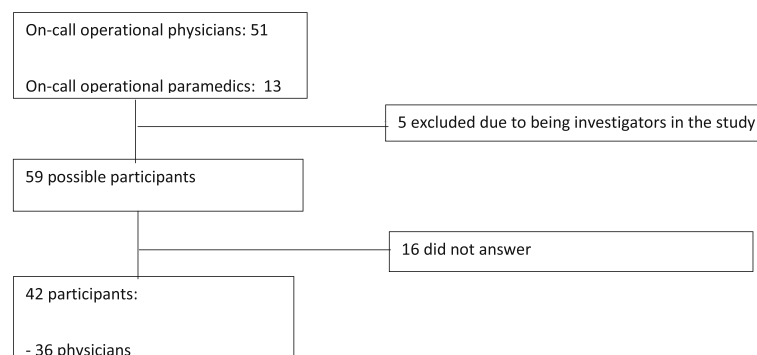 On-call operational physicians: 51
On-call operational paramedics: 13
5 excluded due to being investigators in the study
59 possible participants
16 did not answer
42 participants:
- 36 physicians